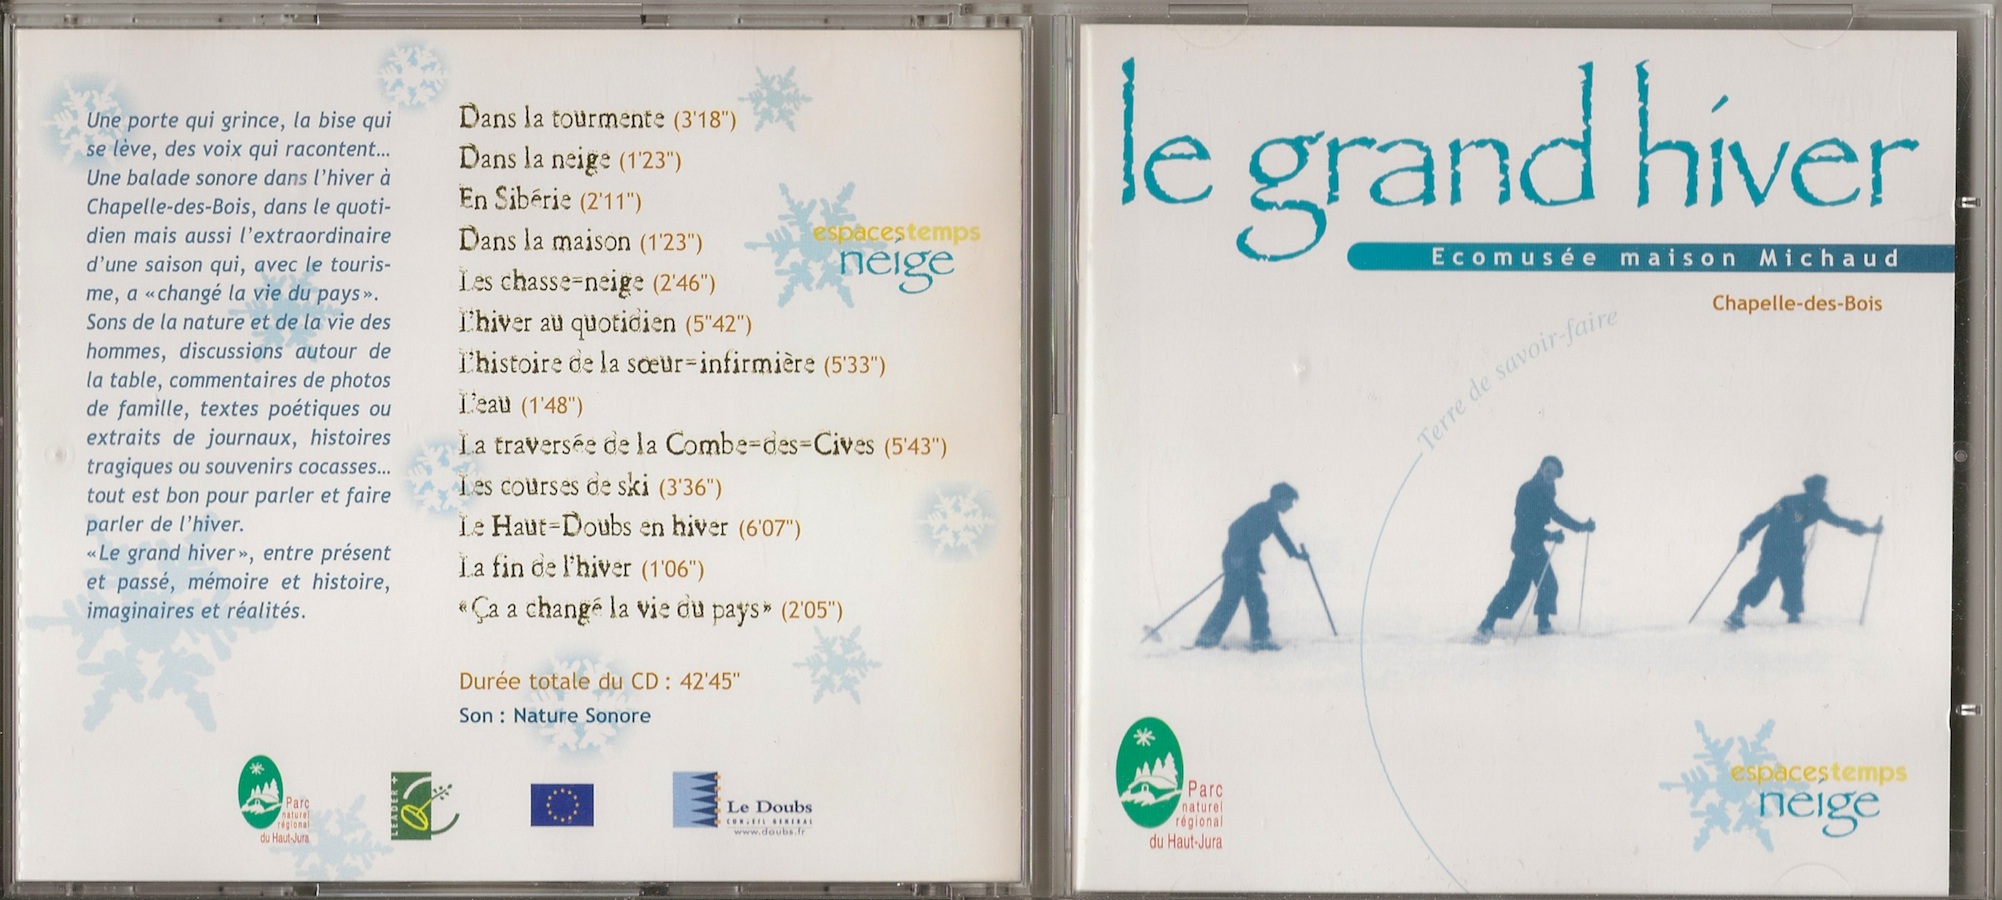 Une porte qui grince, la bise qui
se lève, des voix qui racontent...
Une balade sonore dans l'hiver à
Chapelle-des-Bois, dans le quoti-
dien mais aussi l'extraordinaire
d'une saison qui, avec le touris-
me, a «changé la vie du pays».
Sons de la nature et de la vie des
hommes, discussions autour de
la table, commentaires de photos
de famille, textes poétiques ou
extraits de journaux, histoires
tragiques ou souvenirs cocasses...
tout est bon pour parler et faire
parler de l'hiver.
«Le grand hiver», entre présent
et passé, mémoire et histoire,
imaginaires et réalités.
Dans la tourmente (3'18")
Dans la neige (1'23")
En Sibérie (2'11")
Dans la maison (1'23")
Les chasse=neige (2'46")
L'hiver au quotidien (5"42")
L'histoire de la sœur=infirmière (5'33")
L'eau (1'48")
La traversée de la Combe=des=Cives (5'43")
Les courses de ski (3'36")
Le Haut=Doubs en hiver (6'07")
La fin de l'hiver (1'06")
«Ça a changé la vie du pays» (2'05")
Durée totale du CD : 42'45"
Son : Nature Sonore
espacestemps
neige
Parc
naturel
régional
du Haut-Jura
LEADER +
Le Doubs
CONSEIL GENERAL
www.doubs.fr
le grand hiver
Ecomusée maison Michaud
Chapelle-des-Bois
Terre de savoir-faire
Parc
naturel
régional
du Haut-Jura
espacestemps
neige